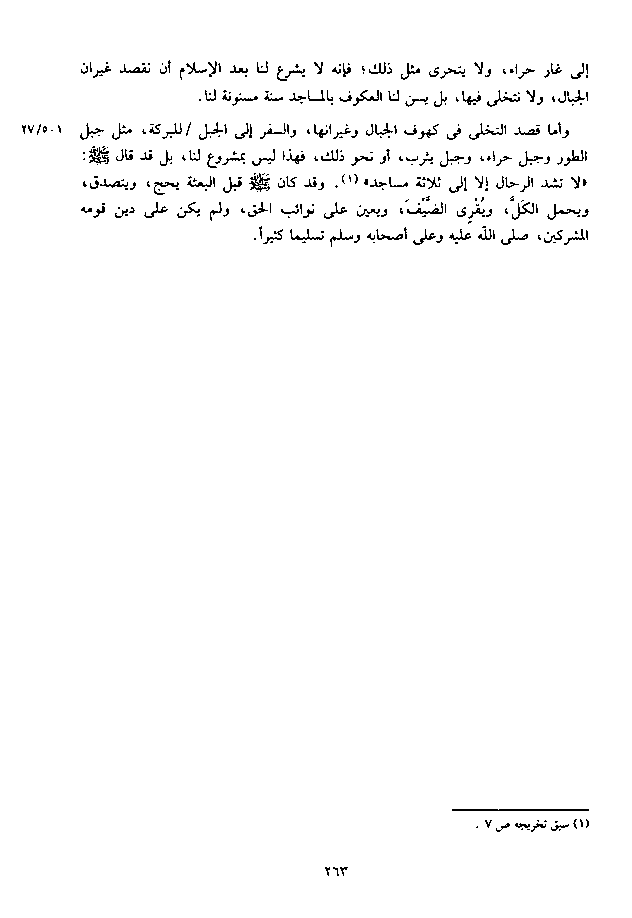 إلى غار حراء، ولا يتحرى مثل ذلك؛ فإنه لا يشرع لنا بعد الإسلام أن نقصد غيران
الجبال، ولا نتخلى فيها، بل يسن لنا العكوف بالمساجد سنة مسنونة لنا.
وأما قصد التخلى فى كهوف الجبال وغيرانها، والسفر إلى الجبل /للبركة، مثل جبل ٢٧/٥٠١
الطور وجبل حراء، وجبل يثرب، أو نحو ذلك، فهذا ليس بمشروع لنا، بل قد قال ﷺ:
«لا تشد الرحال إلا إلى ثلاثة مساجد» (١). وقد كان ﷺ قبل البعثة يحج، ويتصدق،
ويحمل الكَلَّ، ويُقْرِى الضَّيْفَ، ويعين على نوائب الحق، ولم يكن على دين قومه
المشركين، صلى الله عليه وعلى أصحابه وسلم تسليما كثيراً.
(١) سبق تخريجه ص ٧ .
٢٦٣